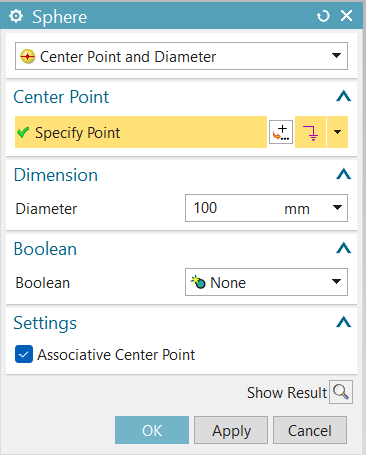 Sphere
Center Point and Diameter
Center Point
Specify Point
Dimension
Diameter 100 mm
Boolean
Boolean None
Settings
Associative Center Point
Show Result
OK Apply Cancel